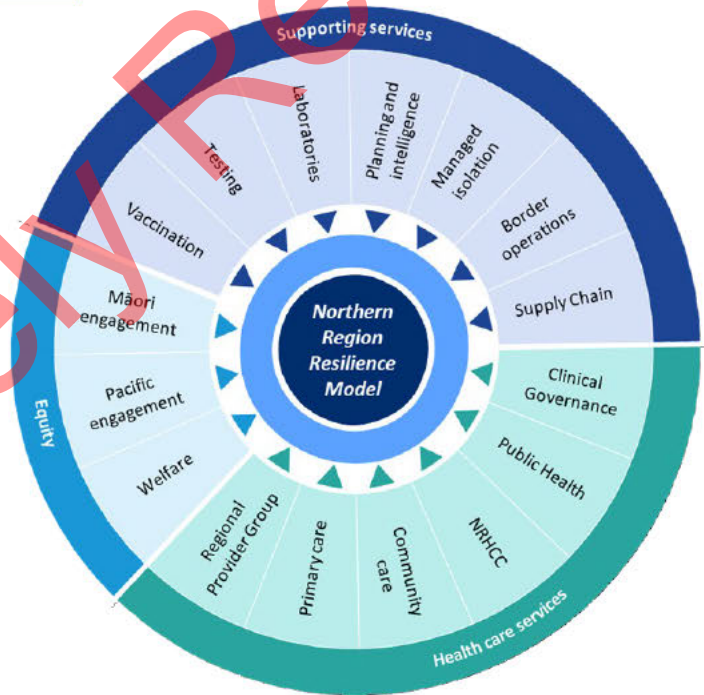 Supporting services
Vaccination
Testing
Laboratories
Planning and
intelligence
Managed
isolation
Border
operations
Supply Chain
Northern
Region
Resilience
Model
Māori
engagement
Pacific
engagement
Welfare
Equity
Clinical
Governance
Public Health
NRHCC
Community
care
Primary care
Regional
Provider Group
Health care services
ely Re